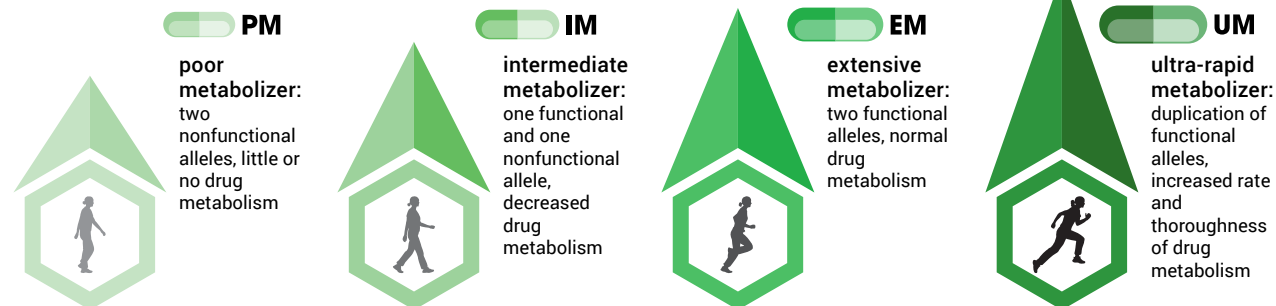 PM
poor
metabolizer:
two
nonfunctional
alleles, little or
no drug
metabolism
IM
intermediate
metabolizer:
one functional
and one
nonfunctional
allele,
decreased
drug
metabolism
EM
extensive
metabolizer:
two functional
alleles, normal
drug
metabolism
UM
ultra-rapid
metabolizer:
duplication of
functional
alleles,
increased rate
and
thoroughness
of drug
metabolism